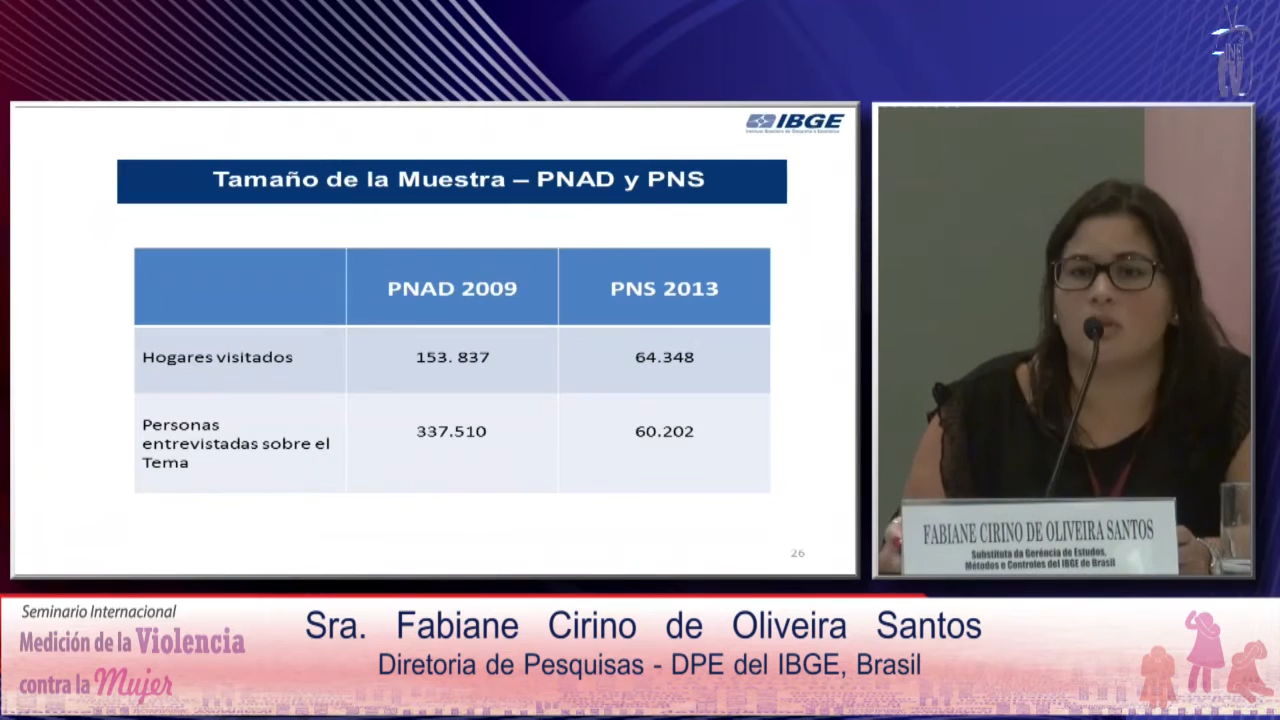 IBGE
Tamaño de la Muestra – PNAD y PNS
PNAD 2009
PNS 2013
Hogares visitados
153. 837
64.348
Personas
entrevistadas sobre el
Tema
337.510
60.202
26
FABIANE CIRINO DE OLIVEIRA SANTOS
Substituta da Gerência de Estudos,
Métodos e Controles del IBGE de Brasil
Seminario Internacional
Medición de la Violencia
contra la Mujer
Sra. Fabiane Cirino de Oliveira Santos
Diretoria de Pesquisas - DPE del IBGE, Brasil